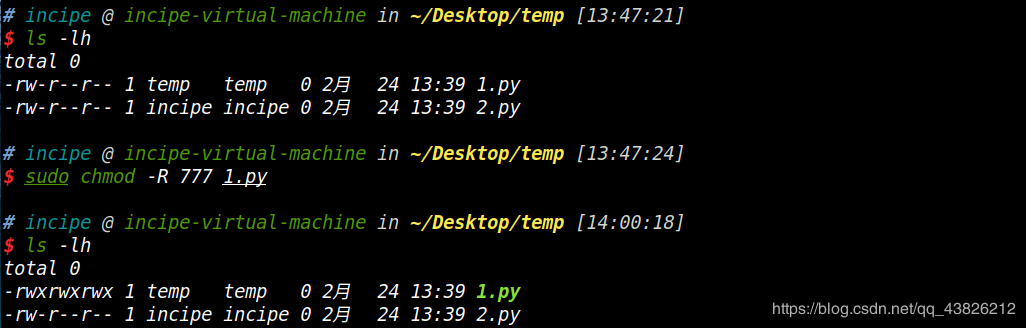 # incipe @ incipe-virtual-machine in ~/Desktop/temp [13:47:21]
$ ls -lh
total 0
-rw-r--r-- 1 temp   temp   0 2月  24 13:39 1.py
-rw-r--r-- 1 incipe incipe 0 2月  24 13:39 2.py
# incipe @ incipe-virtual-machine in ~/Desktop/temp [13:47:24]
$ sudo chmod -R 777 1.py
# incipe @ incipe-virtual-machine in ~/Desktop/temp [14:00:18]
$ ls -lh
total 0
-rwxrwxrwx 1 temp   temp   0 2月  24 13:39 1.py
-rw-r--r-- 1 incipe incipe 0 2月  24 13:39 2.py
https://blog.csdn.net/qq_43826212